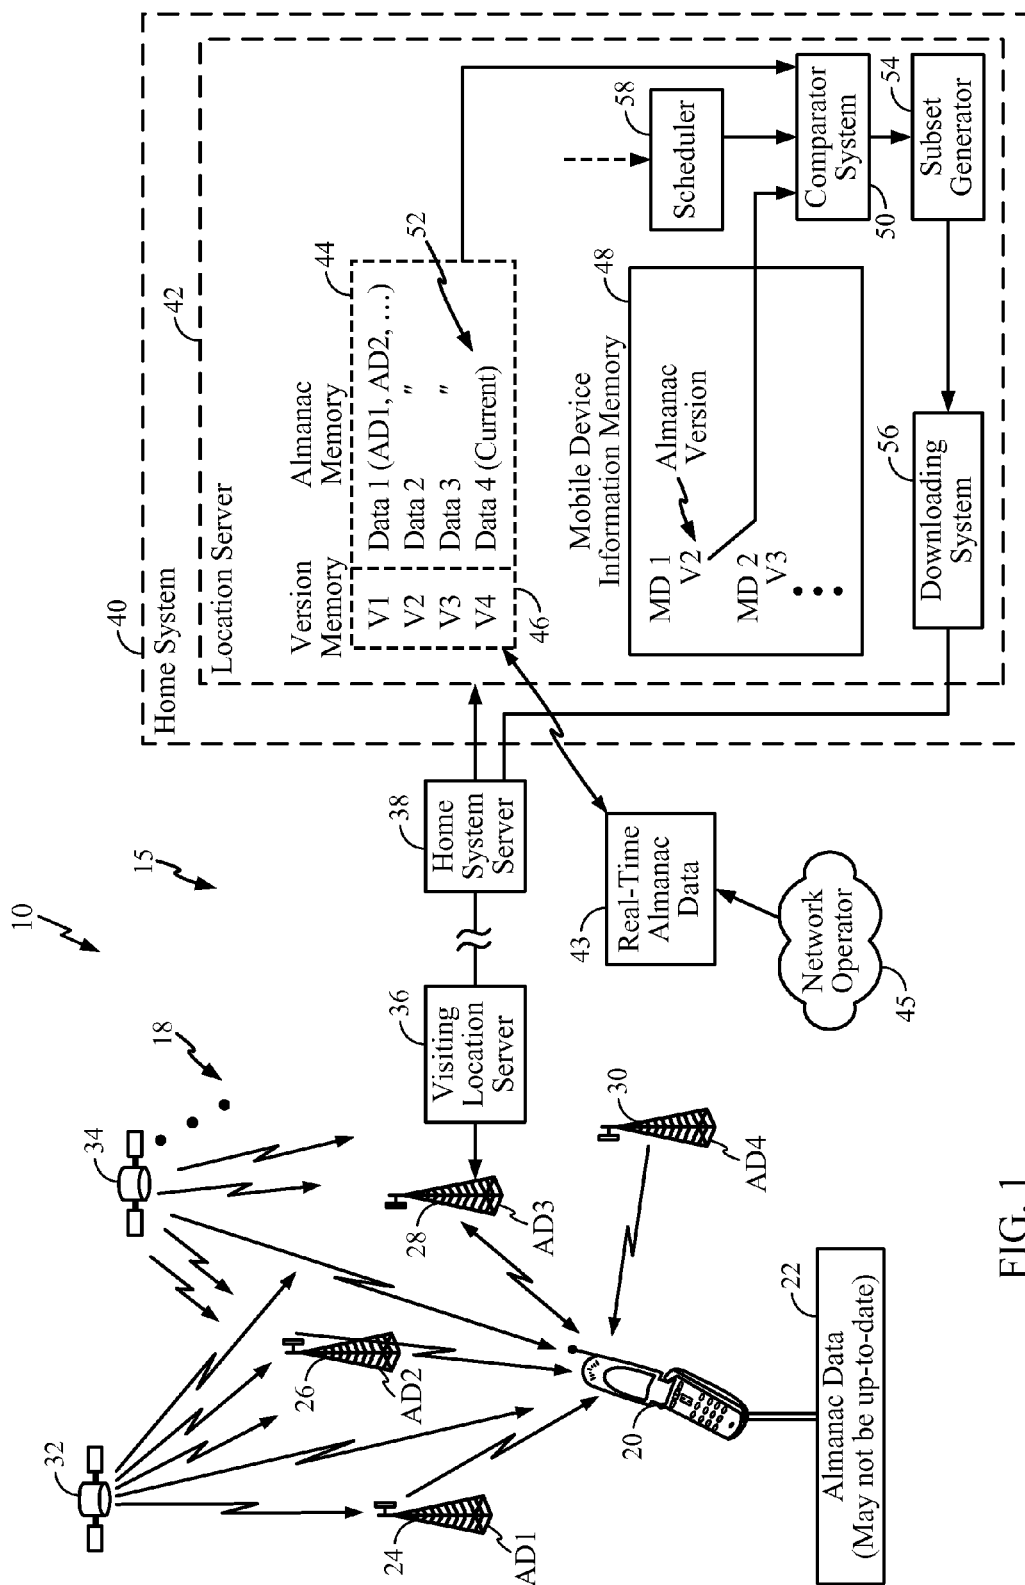 10
15
18
32
34
24
AD1
26
AD2
28
AD3
30
AD4
20
22
Almanac Data
(May not be up-to-date)
36
Visiting
Location
Server
38
Home
System
Server
43
Real-Time
Almanac
Data
45
Network
Operator
40
Home System
42
Location Server
Version
Memory
Almanac
Memory
44
V1 Data 1 (AD1, AD2, ...)
V2 Data 2 "
V3 Data 3 "
V4 Data 4 (Current)
46
52
Mobile Device
Information Memory
48
MD 1
V2
Almanac
Version
MD 2
V3
58
Scheduler
Comparator
System
50
54
Subset
Generator
56
Downloading
System
FIG. 1